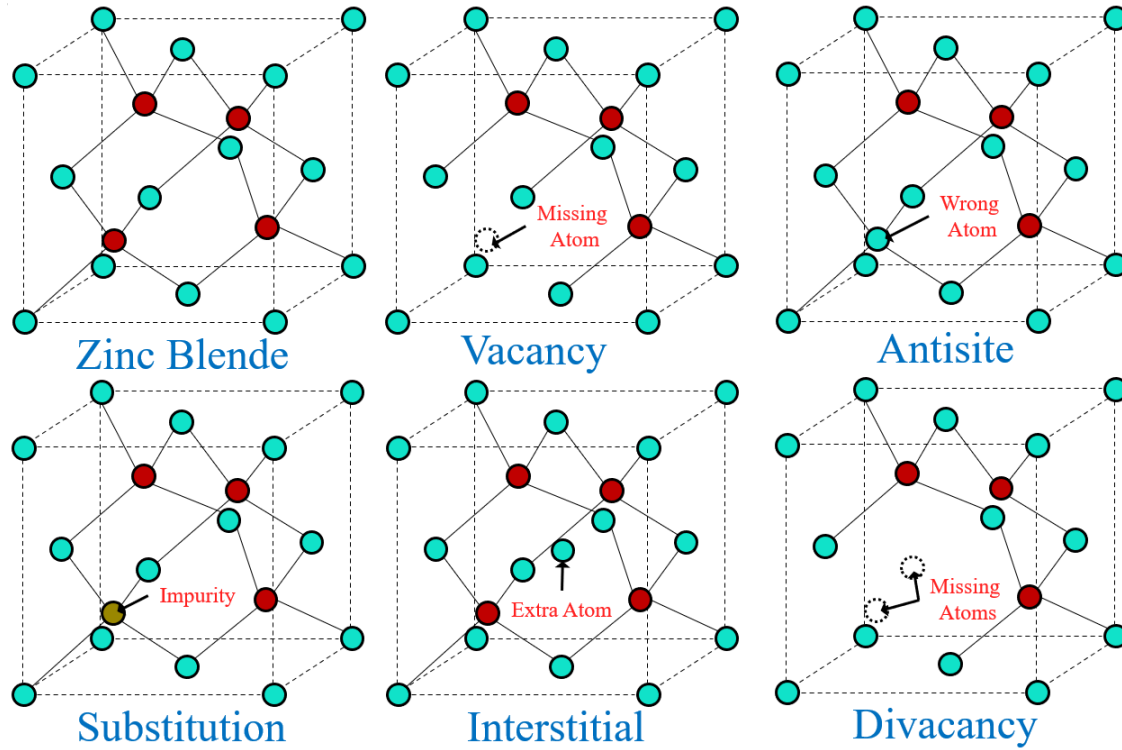 Missing
Atom
Wrong
Atom
Zinc Blende
Vacancy
Antisite
Impurity
Extra Atom
Missing
Atoms
Substitution
Interstitial
Divacancy